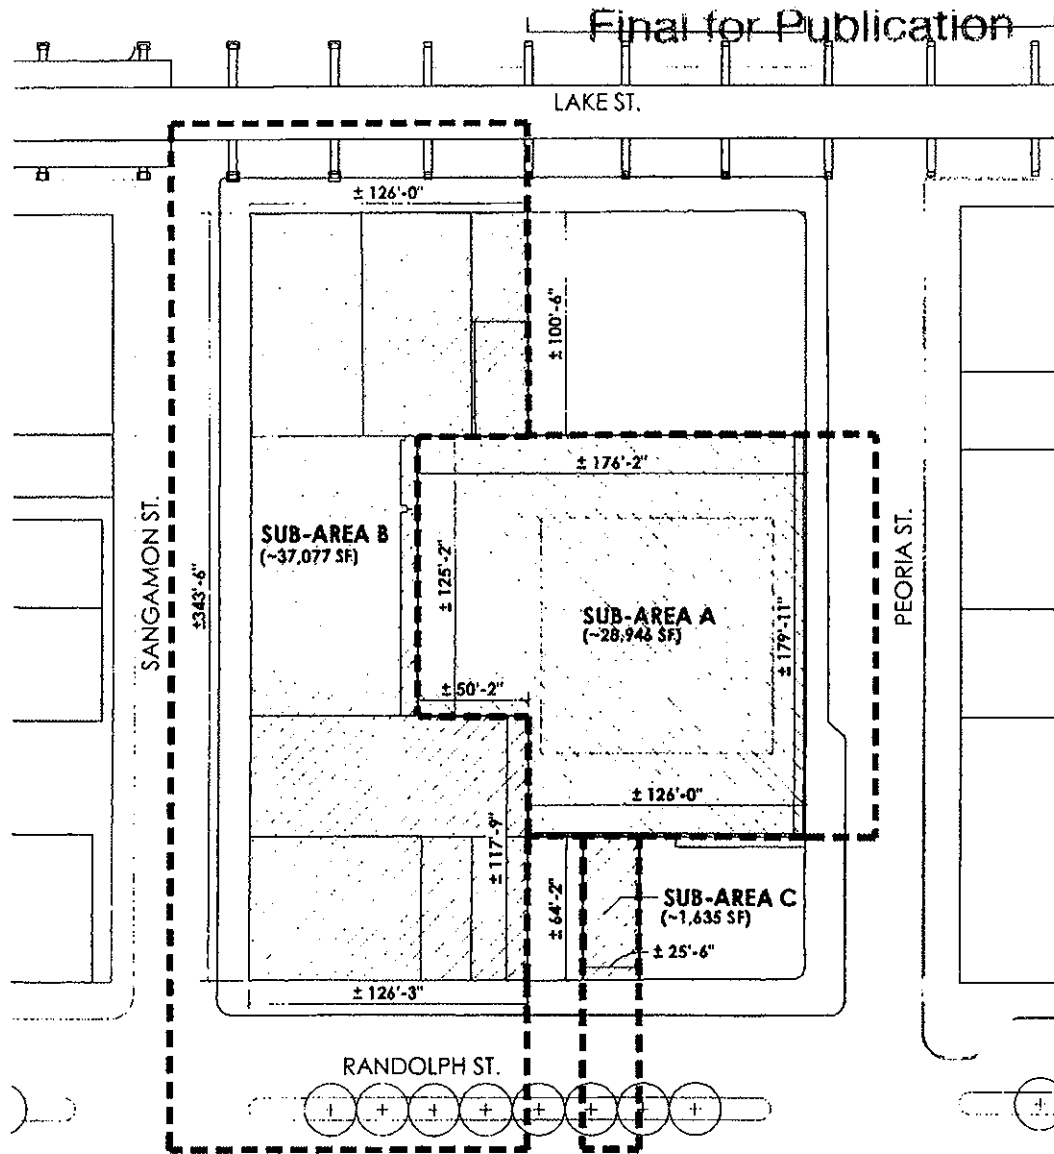 Final for Publication
LAKE ST.
± 126'-0"
± 100'-6"
± 176'-2"
SANGAMON ST.
±343'-6"
SUB-AREA B
(~37,077 SF)
± 125'-2"
SUB-AREA A
(~28,946 SF)
± 179'-11"
PEORIA ST.
± 50'-2"
± 126'-0"
± 117'-9"
± 64'-2"
SUB-AREA C
(~1,635 SF)
± 25'-6"
± 126'-3"
RANDOLPH ST.